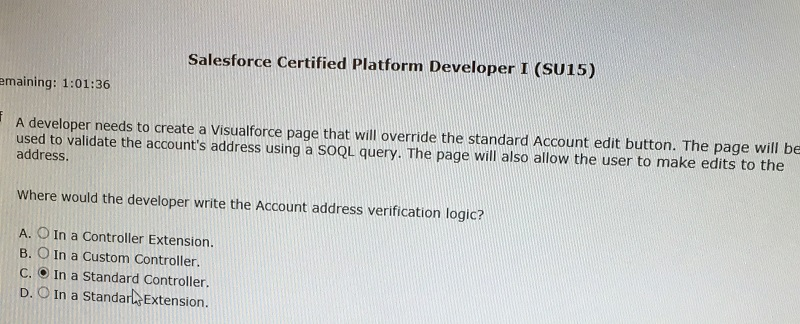 Salesforce Certified Platform Developer I (SU15)
emaining: 1:01:36
A developer needs to create a Visualforce page that will override the standard Account edit button. The page will be
used to validate the account's address using a SOQL query. The page will also allow the user to make edits to the
address.
Where would the developer write the Account address verification logic?
A. In a Controller Extension.
B. In a Custom Controller.
C. In a Standard Controller.
D. In a Standard Extension.